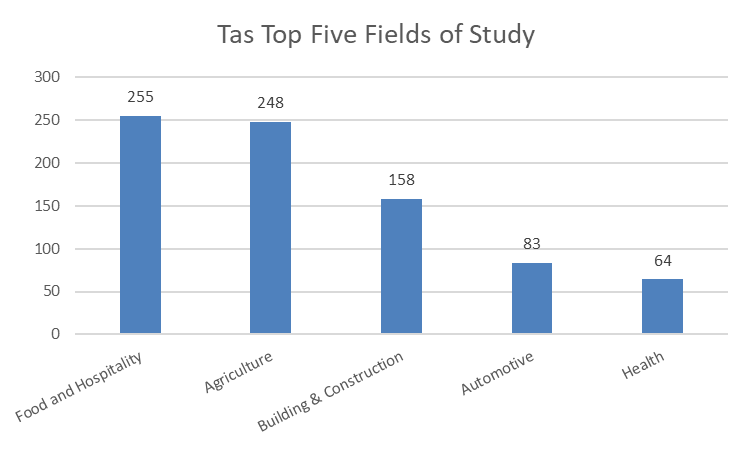 Tas Top Five Fields of Study
300
250
200
150
100
50
0
255
248
158
83
64
Food and Hospitality
Agriculture
Building & Construction
Automotive
Health